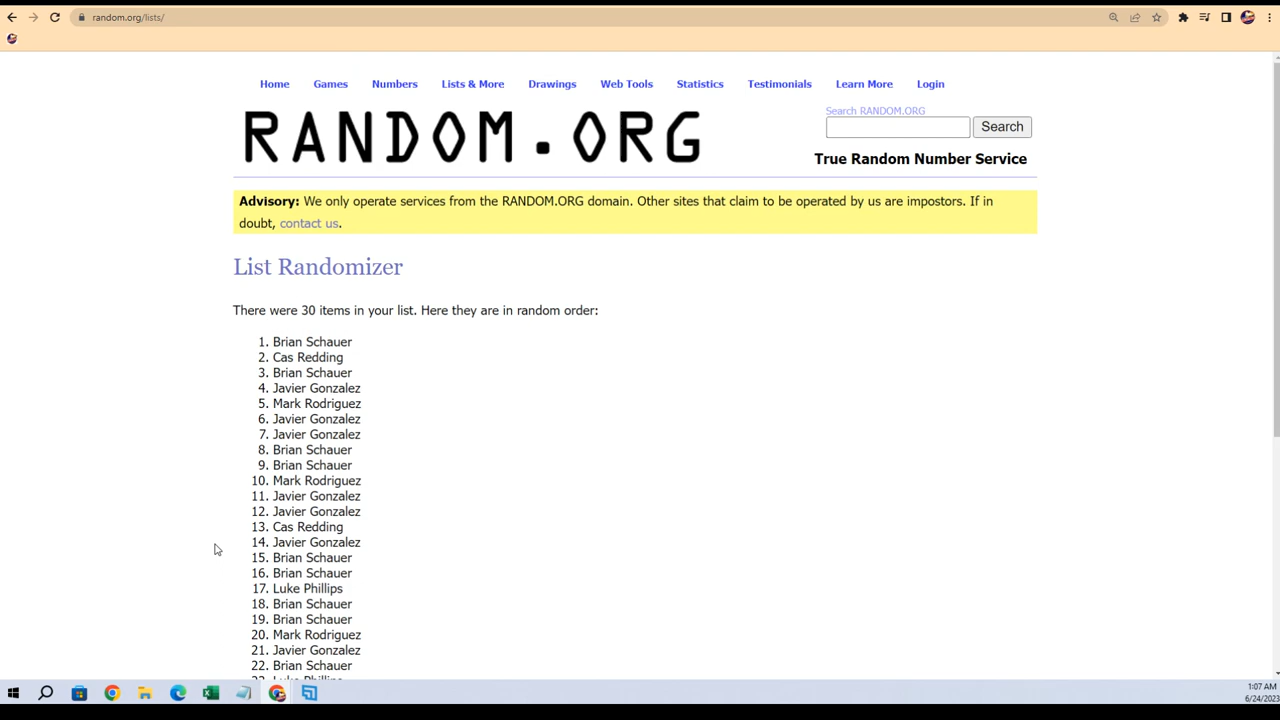 random.org/lists/
Home Games Numbers Lists & More Drawings Web Tools Statistics Testimonials Learn More Login
RANDOM.ORG
Search RANDOM.ORG
Search
True Random Number Service
Advisory: We only operate services from the RANDOM.ORG domain. Other sites that claim to be operated by us are impostors. If in
doubt, contact us.
List Randomizer
There were 30 items in your list. Here they are in random order:
1. Brian Schauer
2. Cas Redding
3. Brian Schauer
4. Javier Gonzalez
5. Mark Rodriguez
6. Javier Gonzalez
7. Javier Gonzalez
8. Brian Schauer
9. Brian Schauer
10. Mark Rodriguez
11. Javier Gonzalez
12. Javier Gonzalez
13. Cas Redding
14. Javier Gonzalez
15. Brian Schauer
16. Brian Schauer
17. Luke Phillips
18. Brian Schauer
19. Brian Schauer
20. Mark Rodriguez
21. Javier Gonzalez
22. Brian Schauer
1:07 AM
6/24/2023